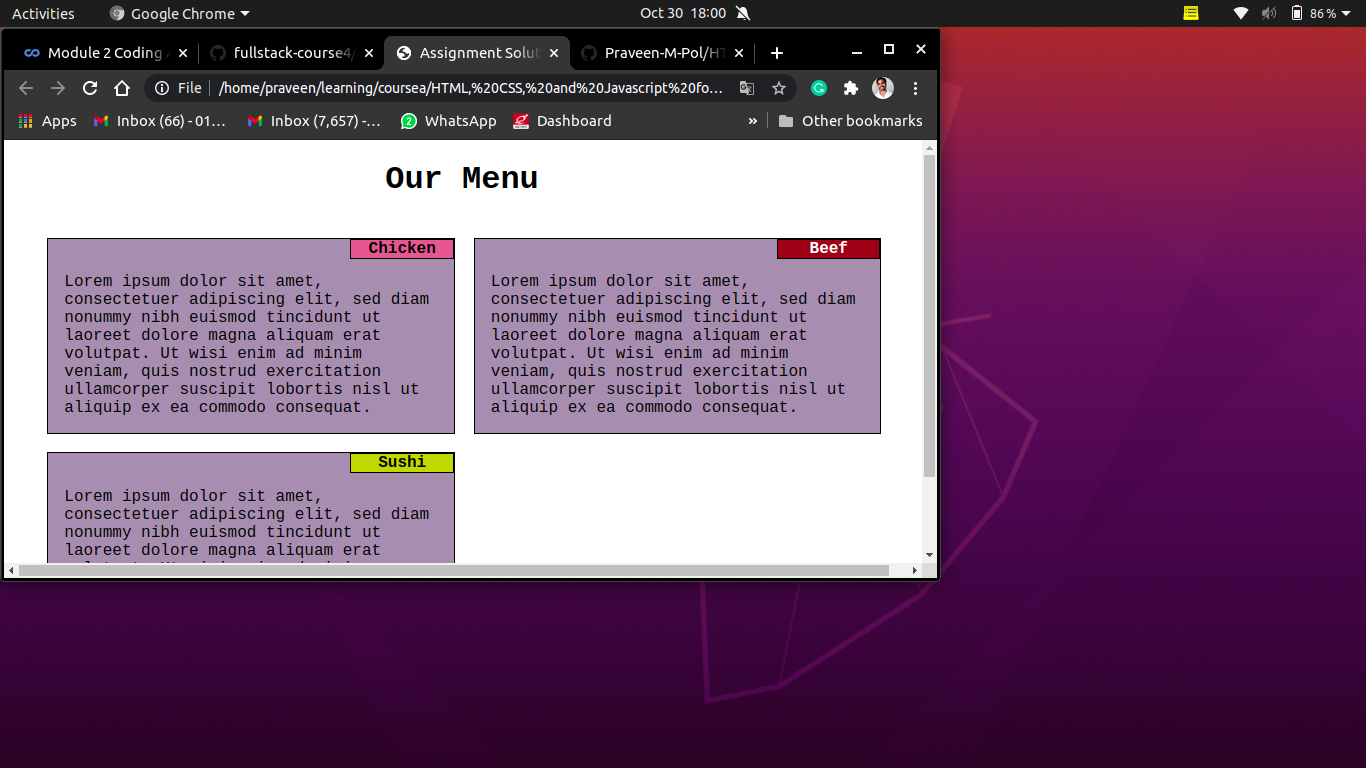 Activities Google Chrome Oct 30 18:00 86 %
Module 2 Coding fullstack-course4/ Assignment Solut Praveen-M-Pol/HT
File /home/praveen/learning/coursea/HTML,%20CSS,%20and%20Javascript%20fo…
Apps Inbox (66) - 01… Inbox (7,657) -… WhatsApp Dashboard » Other bookmarks
Our Menu
Chicken
Lorem ipsum dolor sit amet,
consectetuer adipiscing elit, sed diam
nonummy nibh euismod tincidunt ut
laoreet dolore magna aliquam erat
volutpat. Ut wisi enim ad minim
veniam, quis nostrud exercitation
ullamcorper suscipit lobortis nisl ut
aliquip ex ea commodo consequat.
Beef
Lorem ipsum dolor sit amet,
consectetuer adipiscing elit, sed diam
nonummy nibh euismod tincidunt ut
laoreet dolore magna aliquam erat
volutpat. Ut wisi enim ad minim
veniam, quis nostrud exercitation
ullamcorper suscipit lobortis nisl ut
aliquip ex ea commodo consequat.
Sushi
Lorem ipsum dolor sit amet,
consectetuer adipiscing elit, sed diam
nonummy nibh euismod tincidunt ut
laoreet dolore magna aliquam erat